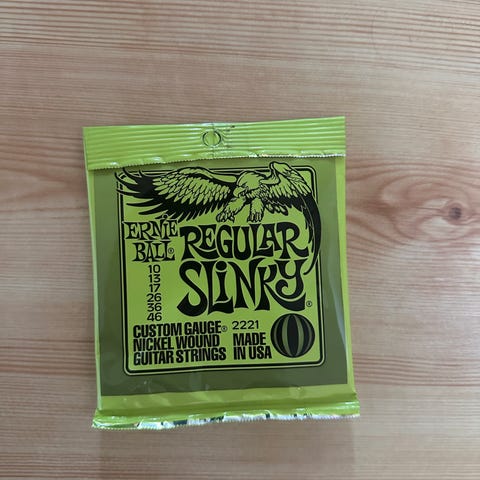 ERNIE
BALL®
REGULAR
SLINKY®
10
13
17
26
36
46
CUSTOM GAUGE® 2221
NICKEL WOUND MADE
GUITAR STRINGS IN USA